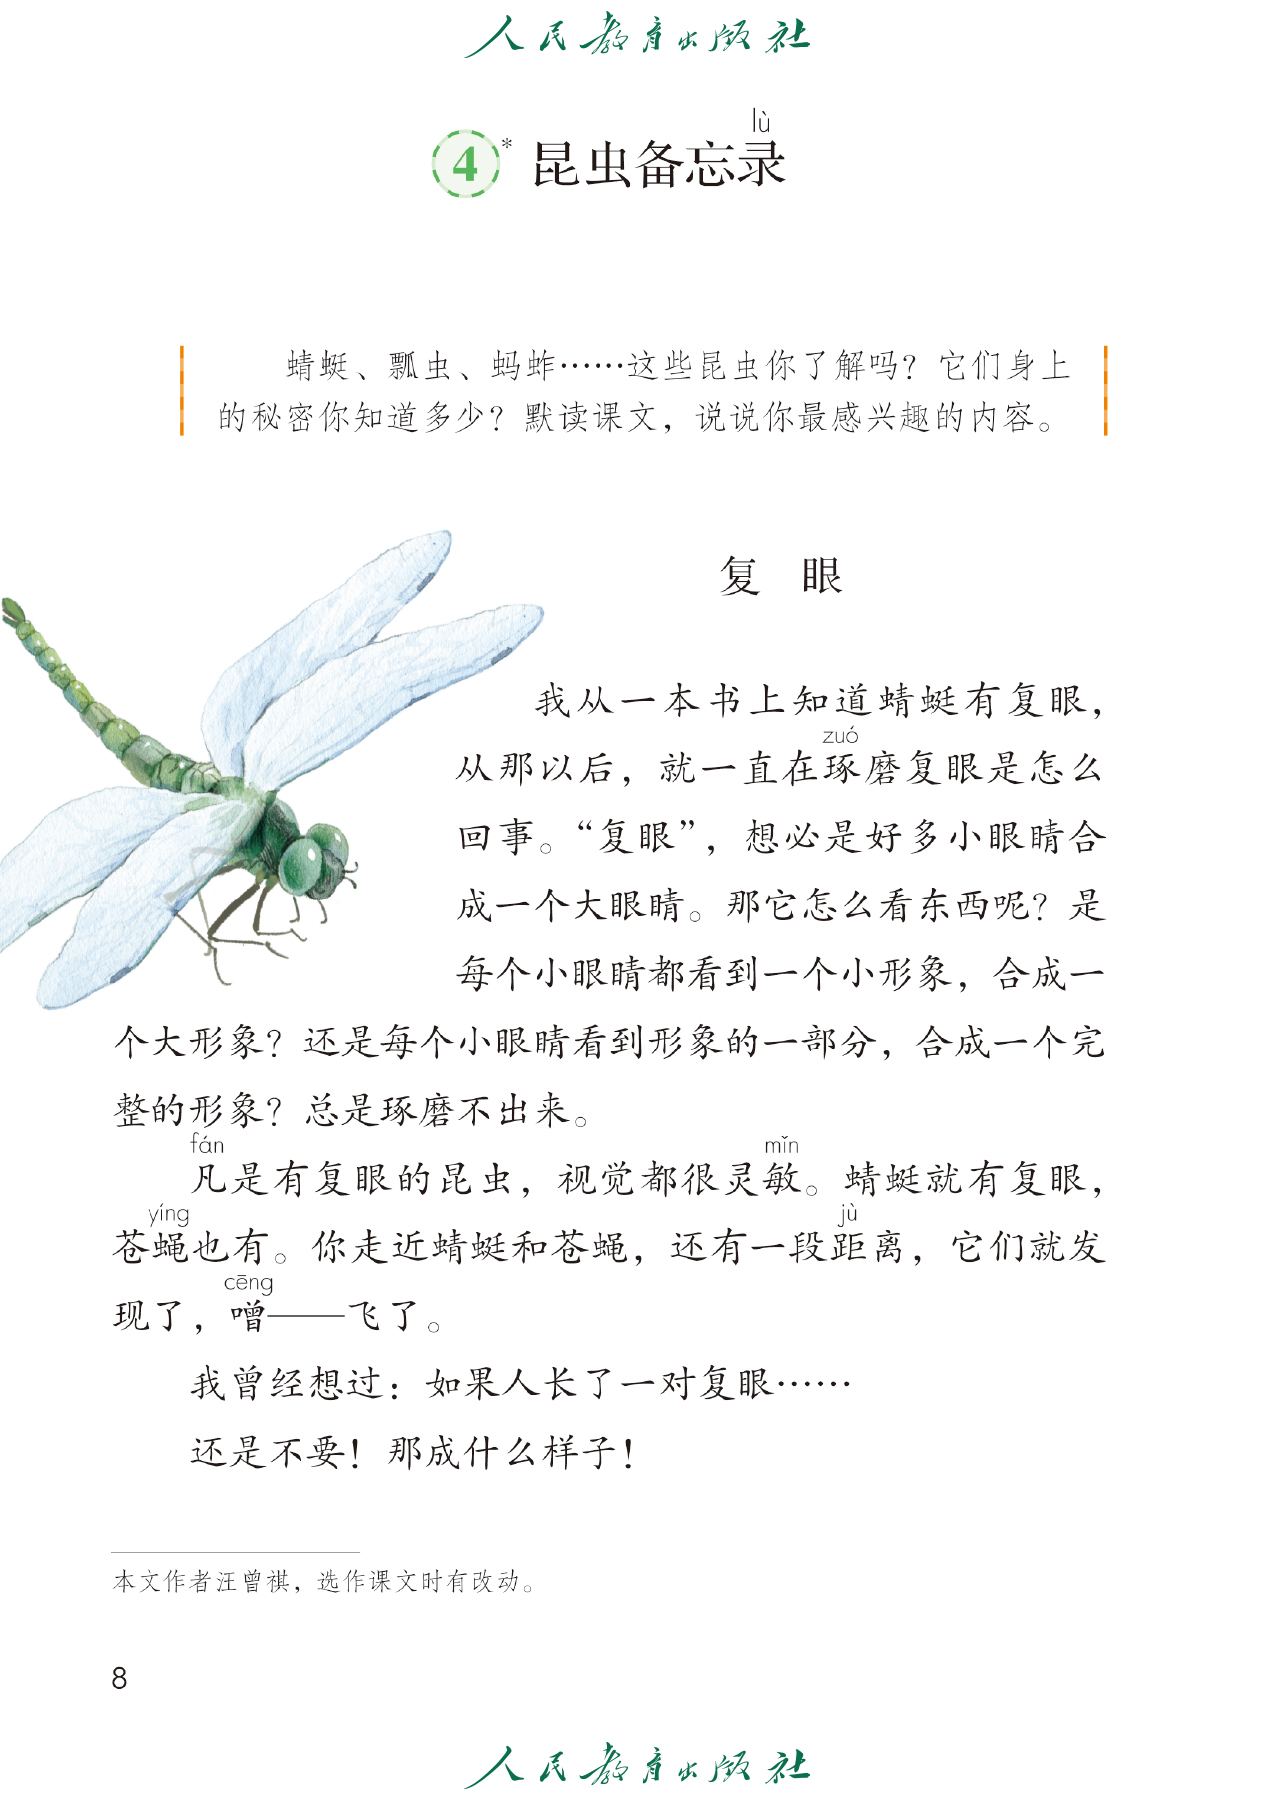 人民教育出版社
lù
4* 昆虫备忘录
蜻蜓、瓢虫、蚂蚱……这些昆虫你了解吗？它们身上
的秘密你知道多少？默读课文，说说你最感兴趣的内容。
复 眼
我从一本书上知道蜻蜓有复眼，
zuó
从那以后，就一直在琢磨复眼是怎么
回事。“复眼”，想必是好多小眼睛合
成一个大眼睛。那它怎么看东西呢？是
每个小眼睛都看到一个小形象，合成一
个大形象？还是每个小眼睛看到形象的一部分，合成一个完
整的形象？总是琢磨不出来。
fán mǐn
凡是有复眼的昆虫，视觉都很灵敏。蜻蜓就有复眼，
yíng jù
苍蝇也有。你走近蜻蜓和苍蝇，还有一段距离，它们就发
cēng
现了，噌——飞了。
我曾经想过：如果人长了一对复眼……
还是不要！那成什么样子！
本文作者汪曾祺，选作课文时有改动。
8
人民教育出版社